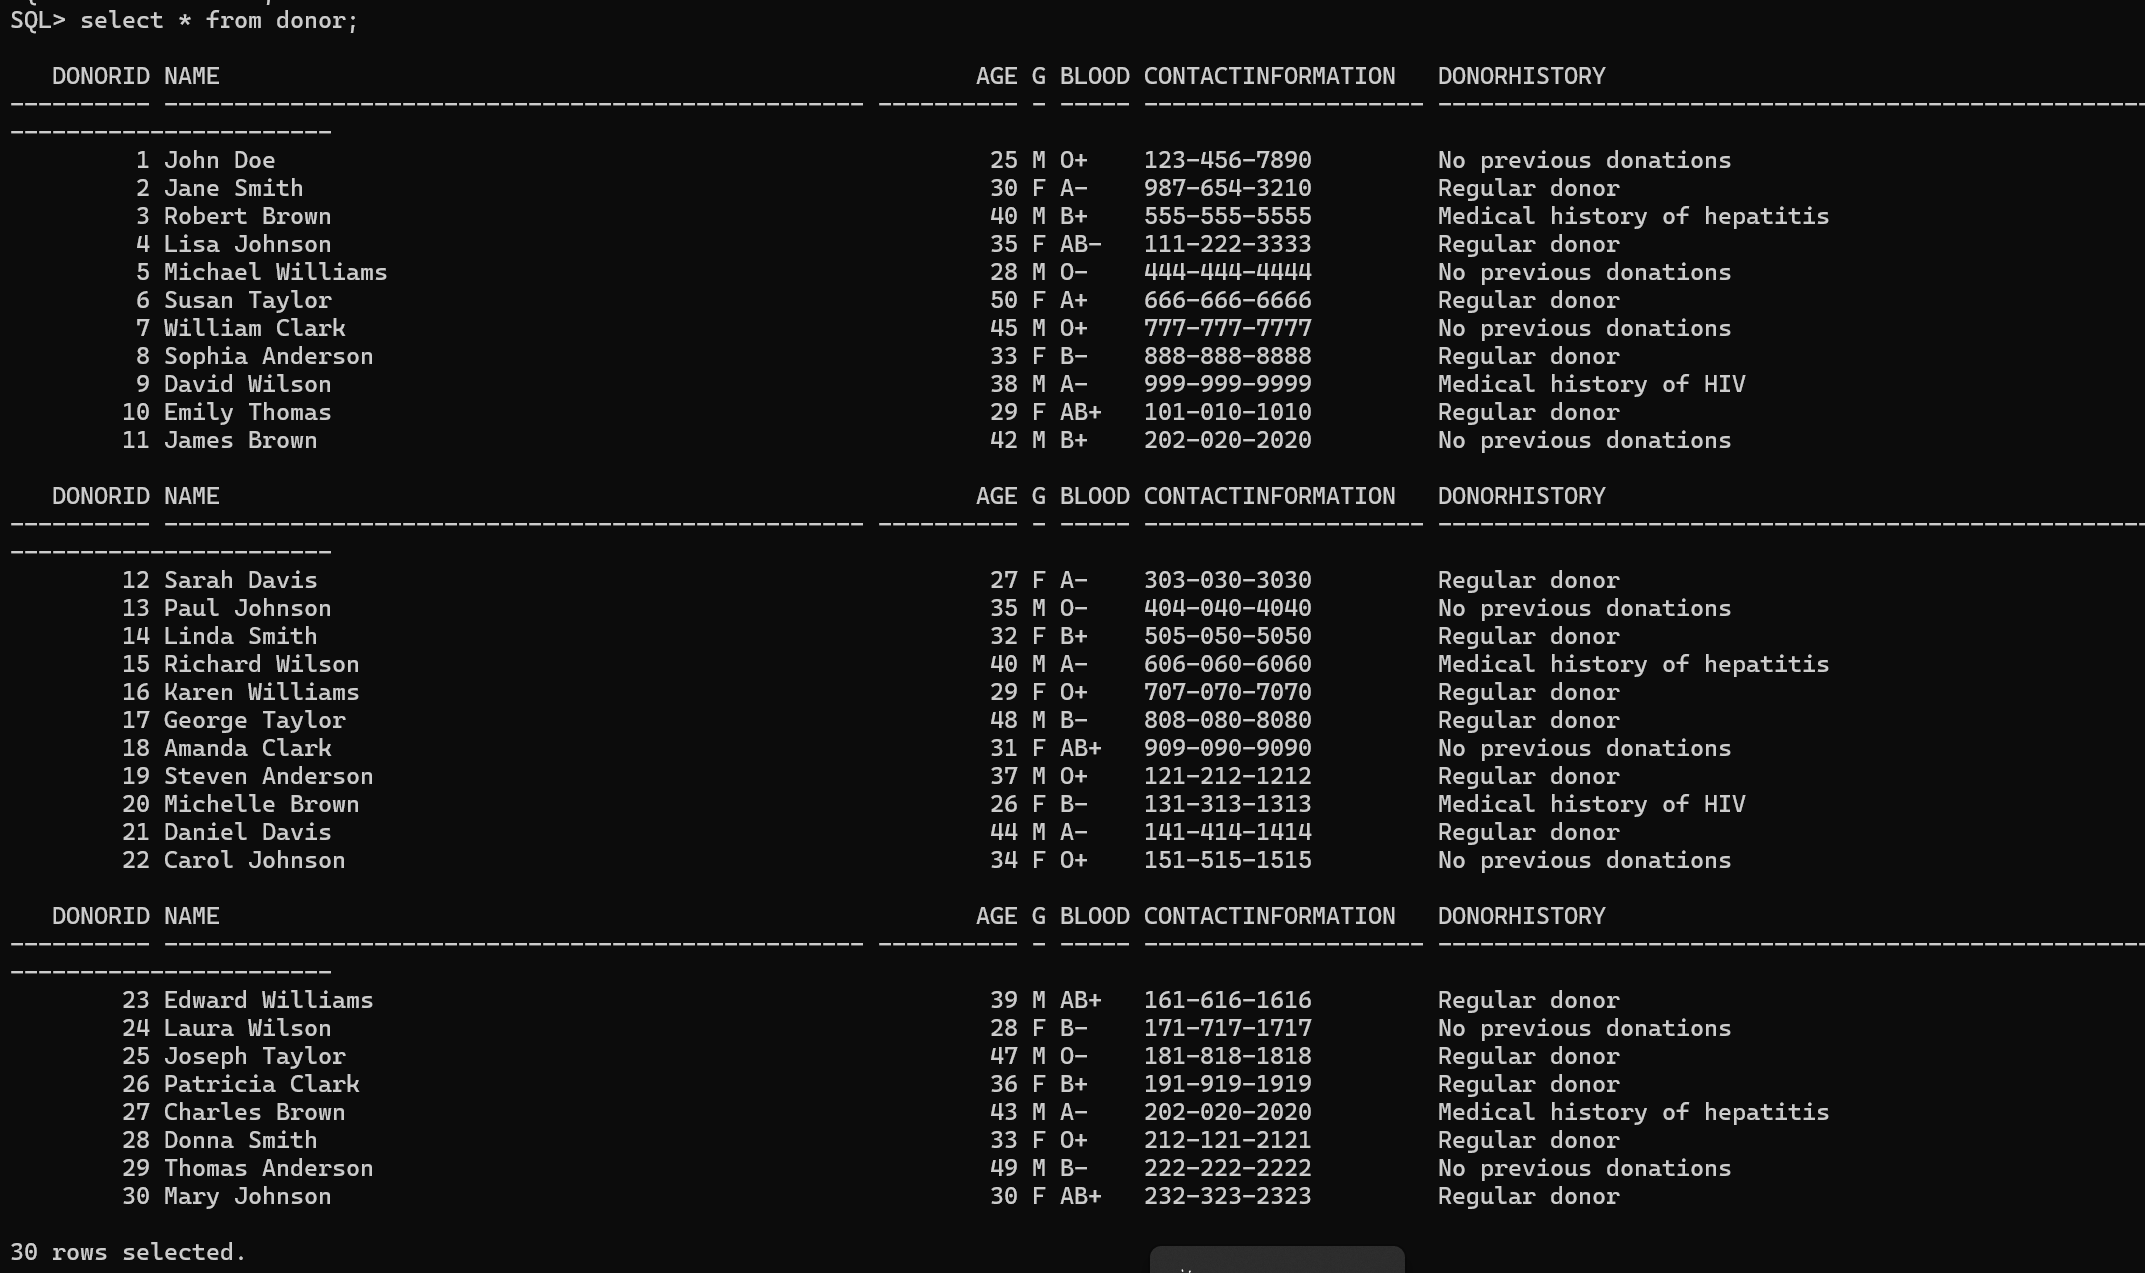 SQL> select * from donor;
DONORID NAME AGE G BLOOD CONTACTINFORMATION DONORHISTORY
---------- -------------------------------------------------- ---------- - ----- -------------------- ---------------------------------------------------
-----------------------
1 John Doe 25 M O+ 123-456-7890 No previous donations
2 Jane Smith 30 F A- 987-654-3210 Regular donor
3 Robert Brown 40 M B+ 555-555-5555 Medical history of hepatitis
4 Lisa Johnson 35 F AB- 111-222-3333 Regular donor
5 Michael Williams 28 M O- 444-444-4444 No previous donations
6 Susan Taylor 50 F A+ 666-666-6666 Regular donor
7 William Clark 45 M O+ 777-777-7777 No previous donations
8 Sophia Anderson 33 F B- 888-888-8888 Regular donor
9 David Wilson 38 M A- 999-999-9999 Medical history of HIV
10 Emily Thomas 29 F AB+ 101-010-1010 Regular donor
11 James Brown 42 M B+ 202-020-2020 No previous donations
DONORID NAME AGE G BLOOD CONTACTINFORMATION DONORHISTORY
---------- -------------------------------------------------- ---------- - ----- -------------------- ---------------------------------------------------
-----------------------
12 Sarah Davis 27 F A- 303-030-3030 Regular donor
13 Paul Johnson 35 M O- 404-040-4040 No previous donations
14 Linda Smith 32 F B+ 505-050-5050 Regular donor
15 Richard Wilson 40 M A- 606-060-6060 Medical history of hepatitis
16 Karen Williams 29 F O+ 707-070-7070 Regular donor
17 George Taylor 48 M B- 808-080-8080 Regular donor
18 Amanda Clark 31 F AB+ 909-090-9090 No previous donations
19 Steven Anderson 37 M O+ 121-212-1212 Regular donor
20 Michelle Brown 26 F B- 131-313-1313 Medical history of HIV
21 Daniel Davis 44 M A- 141-414-1414 Regular donor
22 Carol Johnson 34 F O+ 151-515-1515 No previous donations
DONORID NAME AGE G BLOOD CONTACTINFORMATION DONORHISTORY
---------- -------------------------------------------------- ---------- - ----- -------------------- ---------------------------------------------------
-----------------------
23 Edward Williams 39 M AB+ 161-616-1616 Regular donor
24 Laura Wilson 28 F B- 171-717-1717 No previous donations
25 Joseph Taylor 47 M O- 181-818-1818 Regular donor
26 Patricia Clark 36 F B+ 191-919-1919 Regular donor
27 Charles Brown 43 M A- 202-020-2020 Medical history of hepatitis
28 Donna Smith 33 F O+ 212-121-2121 Regular donor
29 Thomas Anderson 49 M B- 222-222-2222 No previous donations
30 Mary Johnson 30 F AB+ 232-323-2323 Regular donor
30 rows selected.